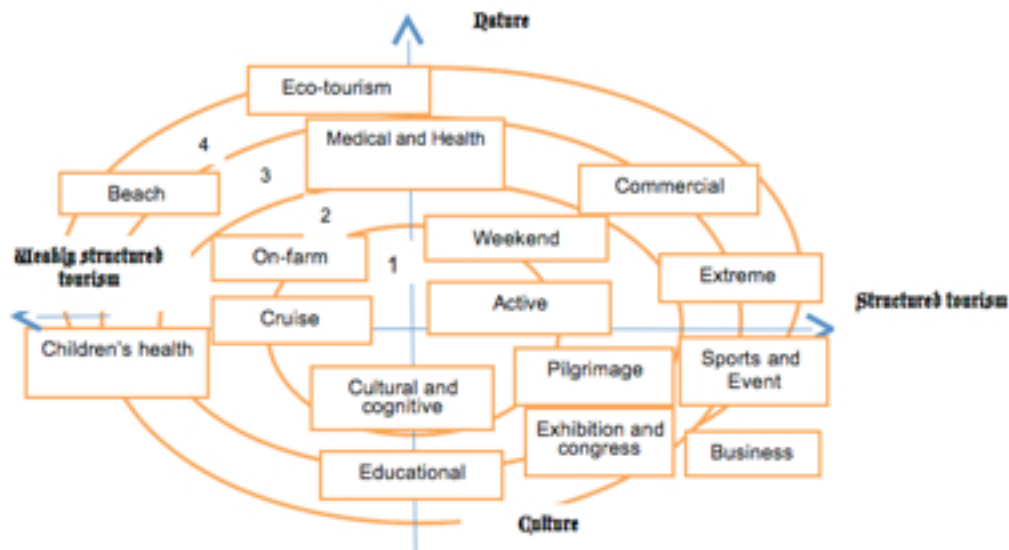 Nature
Eco-tourism
4
Medical and Health
3
Beach
Commercial
2
Weekend
Weakly structured
tourism
On-farm
1
Extreme
Active
Structured tourism
Cruise
Children's health
Pilgrimage
Sports and
Event
Cultural and
cognitive
Exhibition and
congress
Business
Educational
Culture